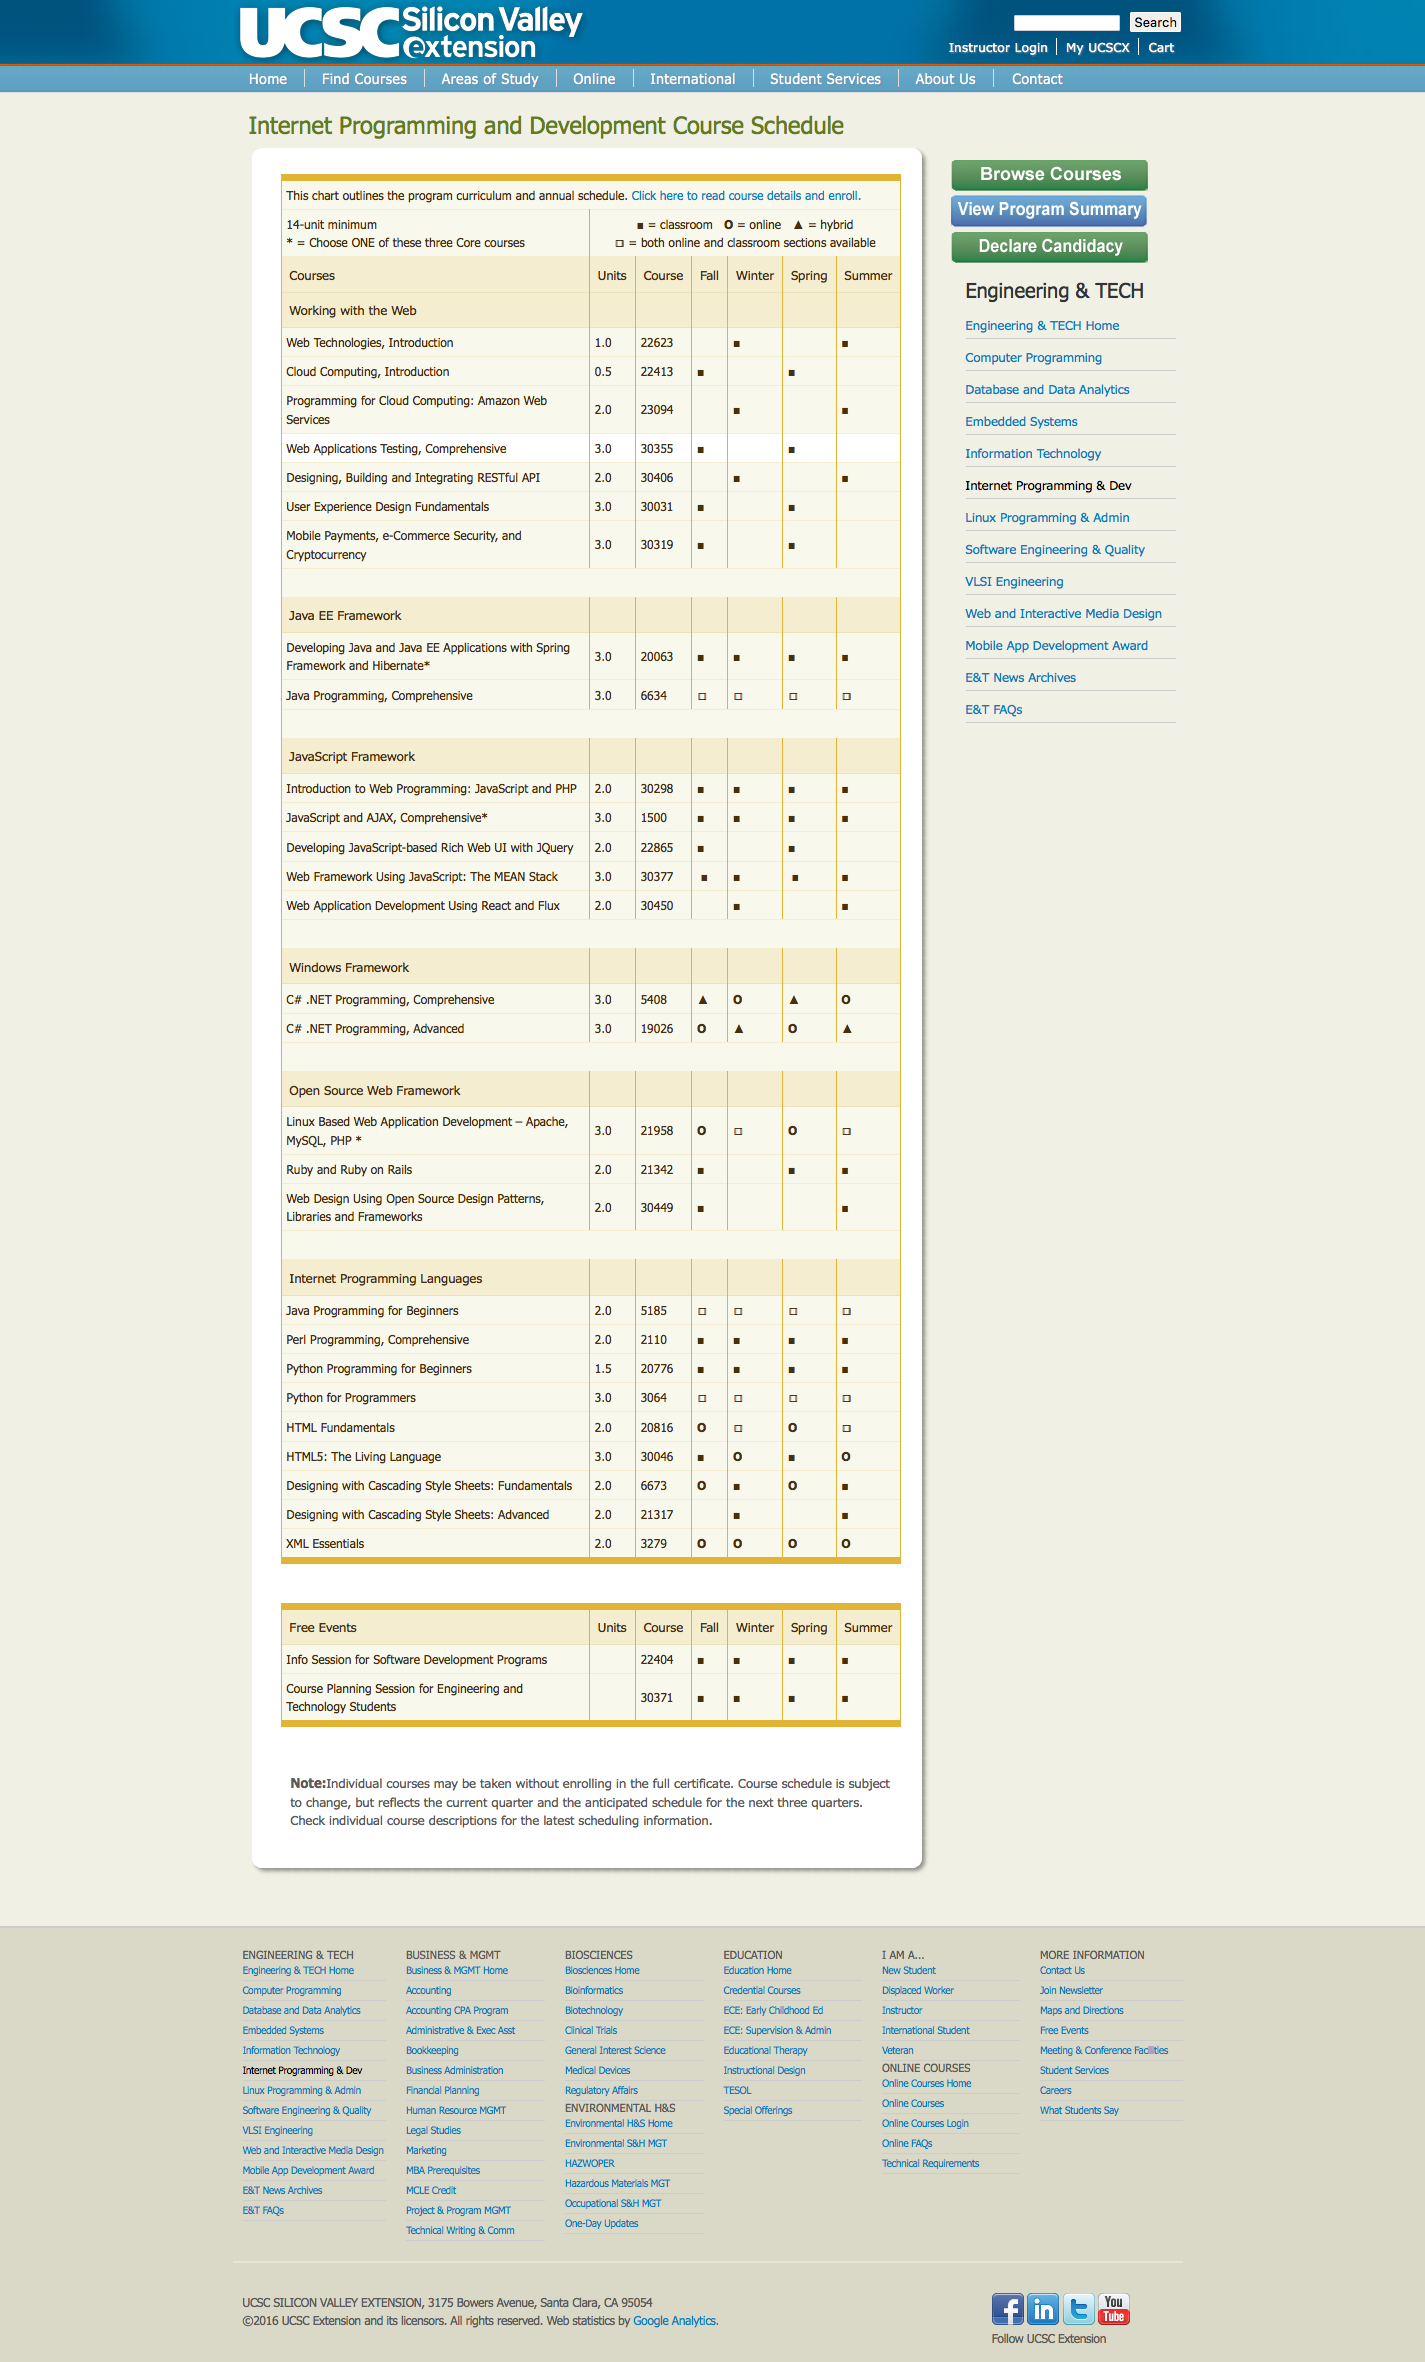 UCSC Silicon Valley
extension
Search
Instructor Login | My UCSCX | Cart
Home | Find Courses | Areas of Study | Online | International | Student Services | About Us | Contact
Internet Programming and Development Course Schedule
This chart outlines the program curriculum and annual schedule. Click here to read course details and enroll.
14-unit minimum
* = Choose ONE of these three Core courses
■ = classroom O = online ▲ = hybrid
□ = both online and classroom sections available
Courses Units Course Fall Winter Spring Summer
Working with the Web
Web Technologies, Introduction 1.0 22623 ■ ■
Cloud Computing, Introduction 0.5 22413 ■ ■
Programming for Cloud Computing: Amazon Web
Services 2.0 23094 ■ ■
Web Applications Testing, Comprehensive 3.0 30355 ■ ■
Designing, Building and Integrating RESTful API 2.0 30406 ■ ■
User Experience Design Fundamentals 3.0 30031 ■ ■
Mobile Payments, e-Commerce Security, and
Cryptocurrency 3.0 30319 ■ ■
Java EE Framework
Developing Java and Java EE Applications with Spring
Framework and Hibernate* 3.0 20063 ■ ■ ■ ■
Java Programming, Comprehensive 3.0 6634 □ □ □ □
JavaScript Framework
Introduction to Web Programming: JavaScript and PHP 2.0 30298 ■ ■ ■ ■
JavaScript and AJAX, Comprehensive* 3.0 1500 ■ ■ ■ ■
Developing JavaScript-based Rich Web UI with JQuery 2.0 22865 ■ ■
Web Framework Using JavaScript: The MEAN Stack 3.0 30377 ■ ■ ■ ■
Web Application Development Using React and Flux 2.0 30450 ■ ■
Windows Framework
C# .NET Programming, Comprehensive 3.0 5408 ▲ O ▲ O
C# .NET Programming, Advanced 3.0 19026 O ▲ O ▲
Open Source Web Framework
Linux Based Web Application Development – Apache,
MySQL, PHP * 3.0 21958 O □ O □
Ruby and Ruby on Rails 2.0 21342 ■ ■ ■
Web Design Using Open Source Design Patterns,
Libraries and Frameworks 2.0 30449 ■ ■
Internet Programming Languages
Java Programming for Beginners 2.0 5185 □ □ □ □
Perl Programming, Comprehensive 2.0 2110 ■ ■ ■ ■
Python Programming for Beginners 1.5 20776 ■ ■ ■ ■
Python for Programmers 3.0 3064 □ □ □ □
HTML Fundamentals 2.0 20816 O □ O □
HTML5: The Living Language 3.0 30046 ■ O ■ O
Designing with Cascading Style Sheets: Fundamentals 2.0 6673 O ■ O ■
Designing with Cascading Style Sheets: Advanced 2.0 21317 ■ ■
XML Essentials 2.0 3279 O O O O
Free Events Units Course Fall Winter Spring Summer
Info Session for Software Development Programs 22404 ■ ■ ■ ■
Course Planning Session for Engineering and
Technology Students 30371 ■ ■ ■ ■
Note:Individual courses may be taken without enrolling in the full certificate. Course schedule is subject
to change, but reflects the current quarter and the anticipated schedule for the next three quarters.
Check individual course descriptions for the latest scheduling information.
Browse Courses
View Program Summary
Declare Candidacy
Engineering & TECH
Engineering & TECH Home
Computer Programming
Database and Data Analytics
Embedded Systems
Information Technology
Internet Programming & Dev
Linux Programming & Admin
Software Engineering & Quality
VLSI Engineering
Web and Interactive Media Design
Mobile App Development Award
E&T News Archives
E&T FAQs
ENGINEERING & TECH
Engineering & TECH Home
Computer Programming
Database and Data Analytics
Embedded Systems
Information Technology
Internet Programming & Dev
Linux Programming & Admin
Software Engineering & Quality
VLSI Engineering
Web and Interactive Media Design
Mobile App Development Award
E&T News Archives
E&T FAQs
BUSINESS & MGMT
Business & MGMT Home
Accounting
Accounting CPA Program
Administrative & Exec Asst
Bookkeeping
Business Administration
Financial Planning
Human Resource MGMT
Legal Studies
Marketing
MBA Prerequisites
MCLE Credit
Project & Program MGMT
Technical Writing & Comm
BIOSCIENCES
Biosciences Home
Bioinformatics
Biotechnology
Clinical Trials
General Interest Science
Medical Devices
Regulatory Affairs
ENVIRONMENTAL H&S
Environmental H&S Home
Environmental S&H MGT
HAZWOPER
Hazardous Materials MGT
Occupational S&H MGT
One-Day Updates
EDUCATION
Education Home
Credential Courses
ECE: Early Childhood Ed
ECE: Supervision & Admin
Educational Therapy
Instructional Design
TESOL
Special Offerings
I AM A...
New Student
Displaced Worker
Instructor
International Student
Veteran
ONLINE COURSES
Online Courses Home
Online Courses
Online Courses Login
Online FAQs
Technical Requirements
MORE INFORMATION
Contact Us
Join Newsletter
Maps and Directions
Free Events
Meeting & Conference Facilities
Student Services
Careers
What Students Say
UCSC SILICON VALLEY EXTENSION, 3175 Bowers Avenue, Santa Clara, CA 95054
©2016 UCSC Extension and its licensors. All rights reserved. Web statistics by Google Analytics.
f in t You Tube
Follow UCSC Extension